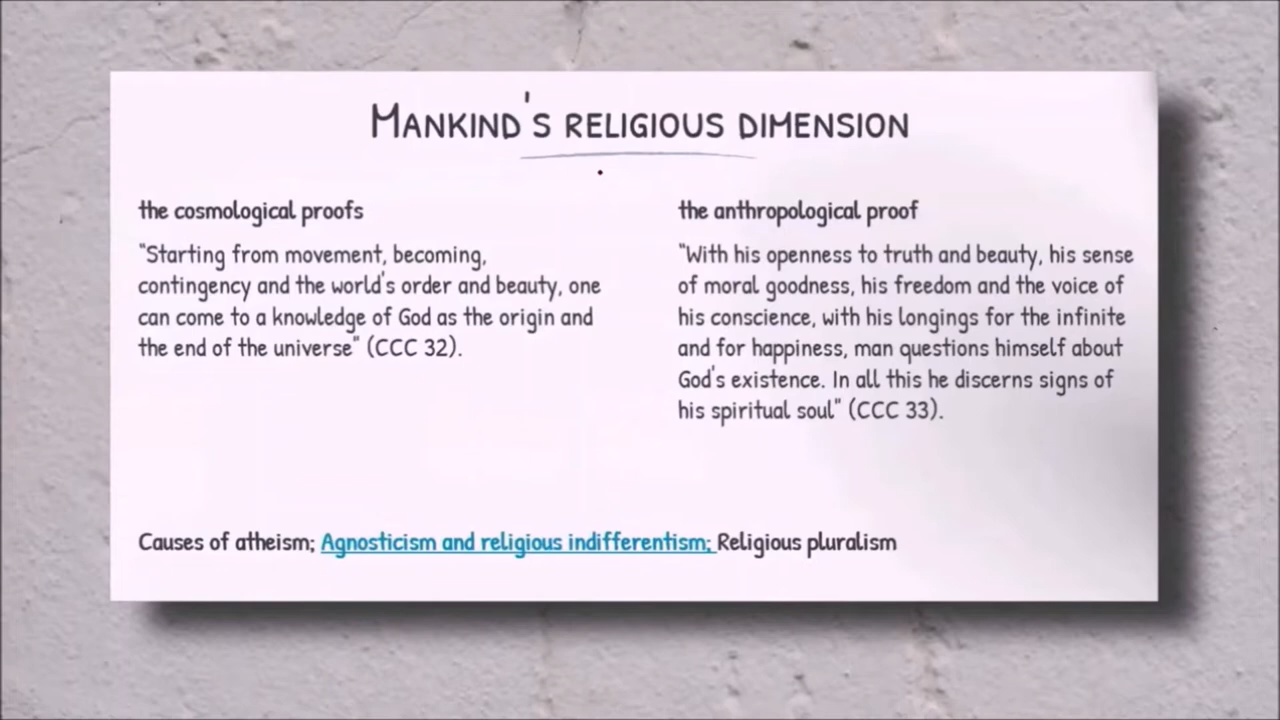 Mankind's religious dimension
the cosmological proofs
"Starting from movement, becoming,
contingency and the world's order and beauty, one
can come to a knowledge of God as the origin and
the end of the universe" (CCC 32).
the anthropological proof
"With his openness to truth and beauty, his sense
of moral goodness, his freedom and the voice of
his conscience, with his longings for the infinite
and for happiness, man questions himself about
God's existence. In all this he discerns signs of
his spiritual soul" (CCC 33).
Causes of atheism; Agnosticism and religious indifferentism; Religious pluralism